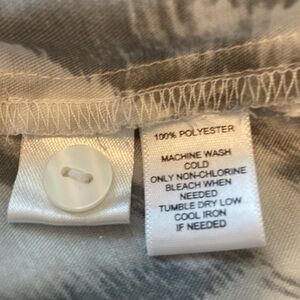 100% POLYESTER
MACHINE WASH
COLD
ONLY NON-CHLORINE
BLEACH WHEN
NEEDED
TUMBLE DRY LOW
COOL IRON
IF NEEDED